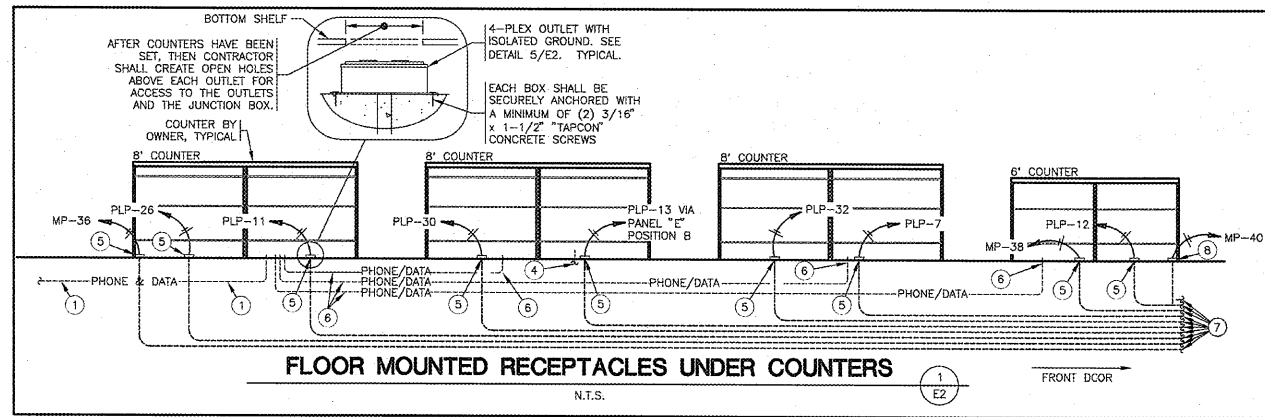 BOTTOM SHELF
AFTER COUNTERS HAVE BEEN
SET, THEN CONTRACTOR
SHALL CREATE OPEN HOLES
ABOVE EACH OUTLET FOR
ACCESS TO THE OUTLETS
AND THE JUNCTION BOX.
4-PLEX OUTLET WITH
ISOLATED GROUND. SEE
DETAIL 5/E2. TYPICAL.
EACH BOX SHALL BE
SECURELY ANCHORED WITH
A MINIMUM OF (2) 3/16"
x 1-1/2" "TAPCON"
CONCRETE SCREWS
COUNTER BY
OWNER, TYPICAL
8' COUNTER
8' COUNTER
8' COUNTER
6' COUNTER
MP-36
PLP-26
PLP-11
PLP-30
PLP-13 VIA
PANEL "E"
POSITION B
PLP-32
PLP-7
MP-38
PLP-12
MP-40
5
5
5
5
4
5
5
6
5
6
5
5
8
PHONE & DATA
1
1
PHONE/DATA
PHONE/DATA
PHONE/DATA
6
6
PHONE/DATA
PHONE/DATA
7
FLOOR MOUNTED RECEPTACLES UNDER COUNTERS
N.T.S.
1
E2
FRONT DCOR